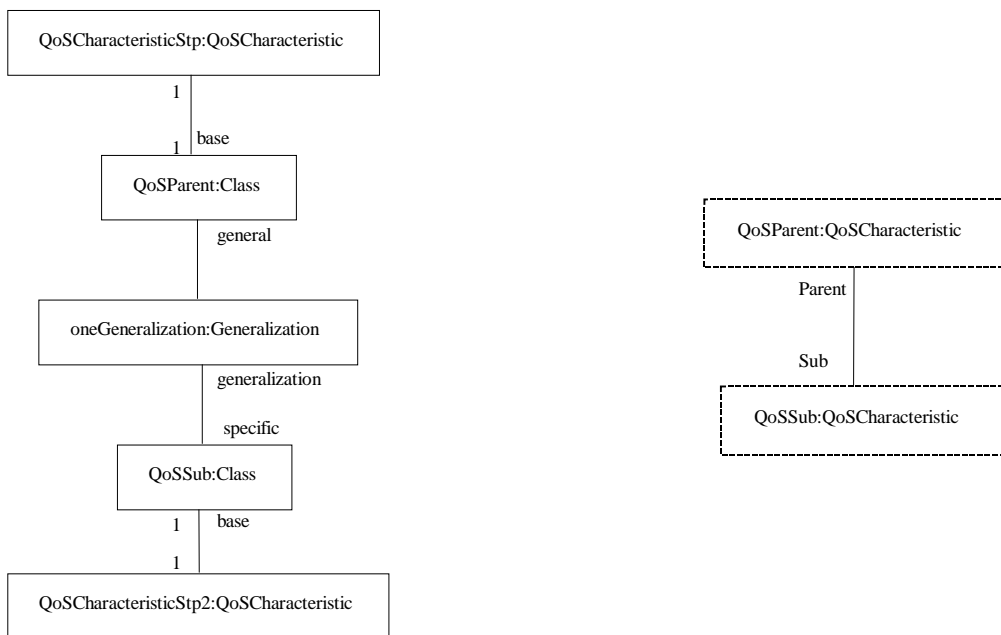 QoSCharacteristicStp:QoSCharacteristic
1
base
1
QoSParent:Class
general
oneGeneralization:Generalization
generalization
specific
QoSSub:Class
1
base
1
QoSCharacteristicStp2:QoSCharacteristic
QoSParent:QoSCharacteristic
Parent
Sub
QoSSub:QoSCharacteristic